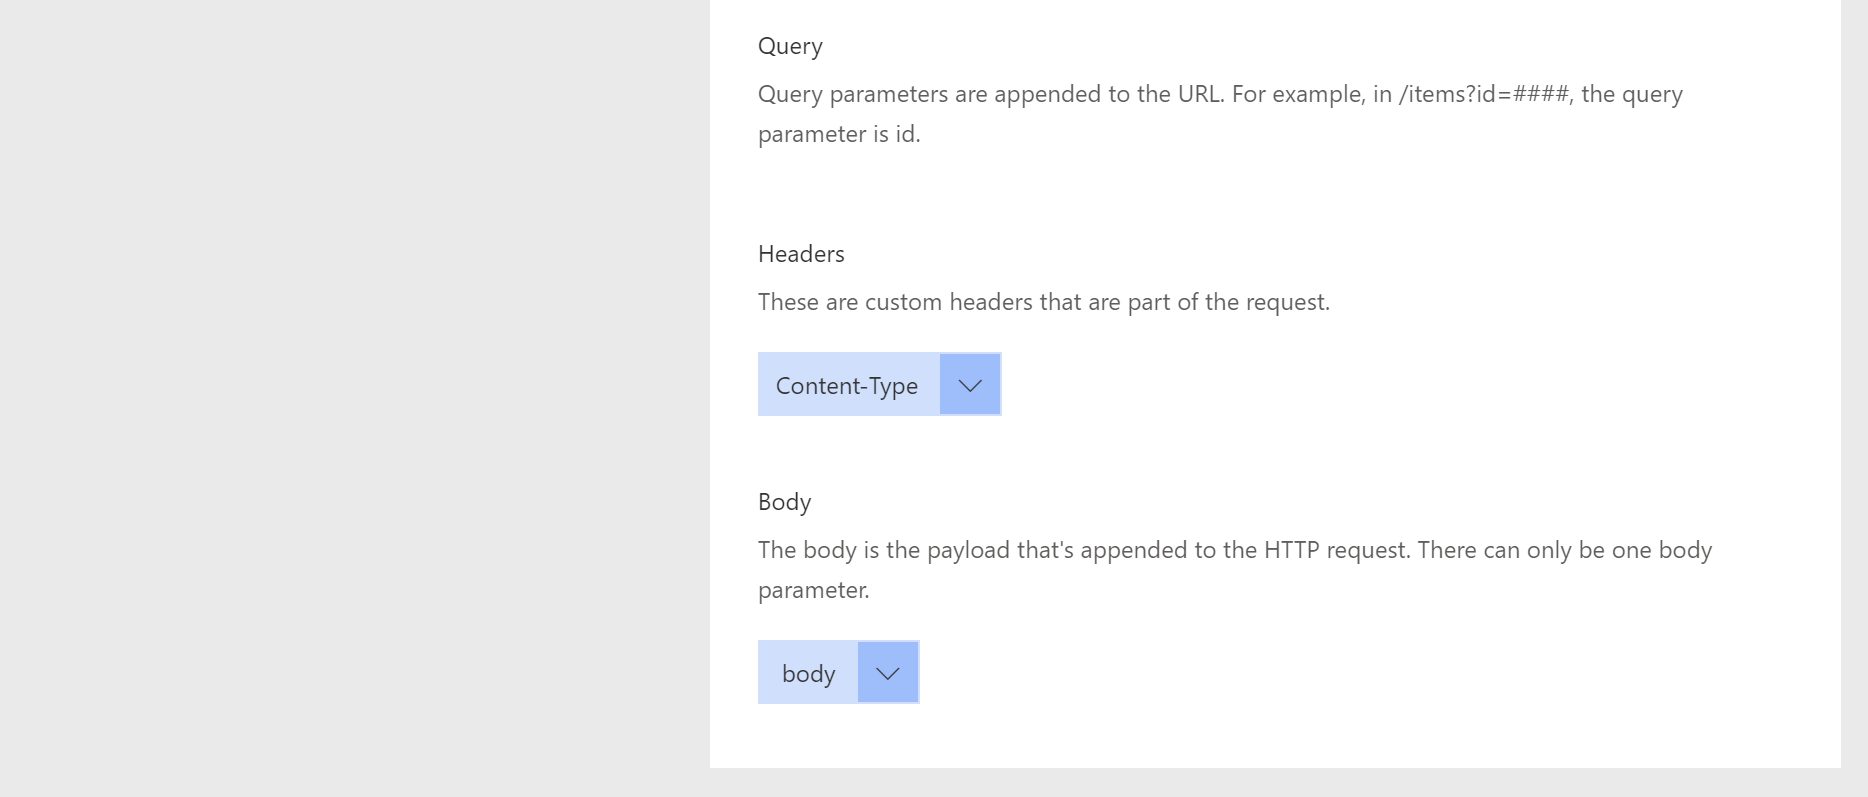 Query
Query parameters are appended to the URL. For example, in /items?id=####, the query
parameter is id.
Headers
These are custom headers that are part of the request.
Content-Type
Body
The body is the payload that's appended to the HTTP request. There can only be one body
parameter.
body